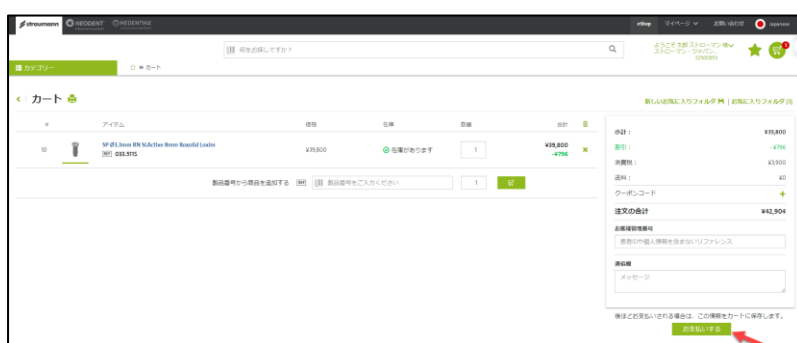 straumann NEODENT MEDENTiKA eShop マイページ お問い合わせ Japanese
何をお探しですか？
ようこそ太郎 ストローマン 様
ストローマン・ジャパン...
カテゴリー
カート
カート
新しいお気に入りフォルダ | お気に入りフォルダ(0)
# アイテム 価格 在庫 数量 合計
10 SP Ø3.3mm RN SLActive 8mm Roxolid Loxim ¥39,800 在庫があります 1 ¥39,800
REF 033.511S -¥796
製品番号から商品を追加する REF 製品番号をご入力ください 1
小計： ¥39,800
割引： -¥796
消費税： ¥3,900
送料： ¥0
クーポンコード +
注文の合計 ¥42,904
お客様管理番号
患者IDや個人情報を含まないリファレンス
通信欄
メッセージ
後ほどお支払いされる場合は、この情報をカートに保存します。
お支払いする